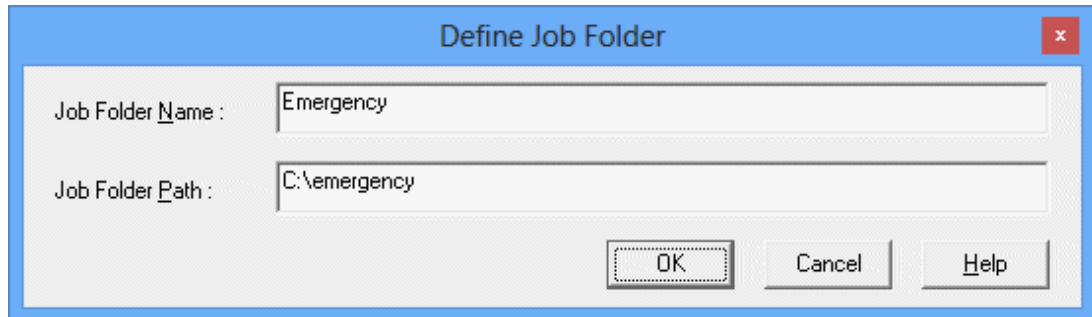 Define Job Folder
x
Job Folder Name : Emergency
Job Folder Path : C:\emergency
OK Cancel Help